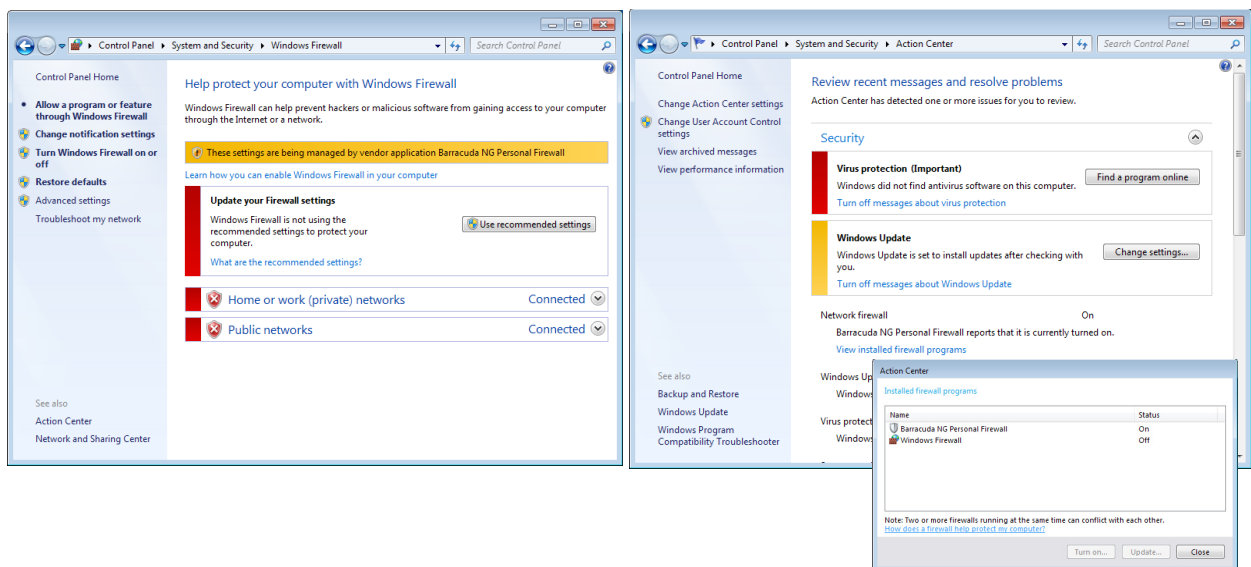 Control Panel ▸ System and Security ▸ Windows Firewall
Search Control Panel
Control Panel Home
Allow a program or feature
through Windows Firewall
Change notification settings
Turn Windows Firewall on or
off
Restore defaults
Advanced settings
Troubleshoot my network
See also
Action Center
Network and Sharing Center
Help protect your computer with Windows Firewall
Windows Firewall can help prevent hackers or malicious software from gaining access to your computer
through the Internet or a network.
These settings are being managed by vendor application Barracuda NG Personal Firewall
Learn how you can enable Windows Firewall in your computer
Update your Firewall settings
Windows Firewall is not using the
recommended settings to protect your
computer.
Use recommended settings
What are the recommended settings?
Home or work (private) networks Connected
Public networks Connected
Control Panel ▸ System and Security ▸ Action Center
Search Control Panel
Control Panel Home
Change Action Center settings
Change User Account Control
settings
View archived messages
View performance information
See also
Backup and Restore
Windows Update
Windows Program
Compatibility Troubleshooter
Review recent messages and resolve problems
Action Center has detected one or more issues for you to review.
Security
Virus protection (Important)
Windows did not find antivirus software on this computer.
Find a program online
Turn off messages about virus protection
Windows Update
Windows Update is set to install updates after checking with
you.
Change settings...
Turn off messages about Windows Update
Network firewall On
Barracuda NG Personal Firewall reports that it is currently turned on.
View installed firewall programs
Windows Up
Windows
Virus protect
Windows
Action Center
Installed firewall programs
Name Status
Barracuda NG Personal Firewall On
Windows Firewall Off
Note: Two or more firewalls running at the same time can conflict with each other.
How does a firewall help protect my computer?
Turn on... Update... Close